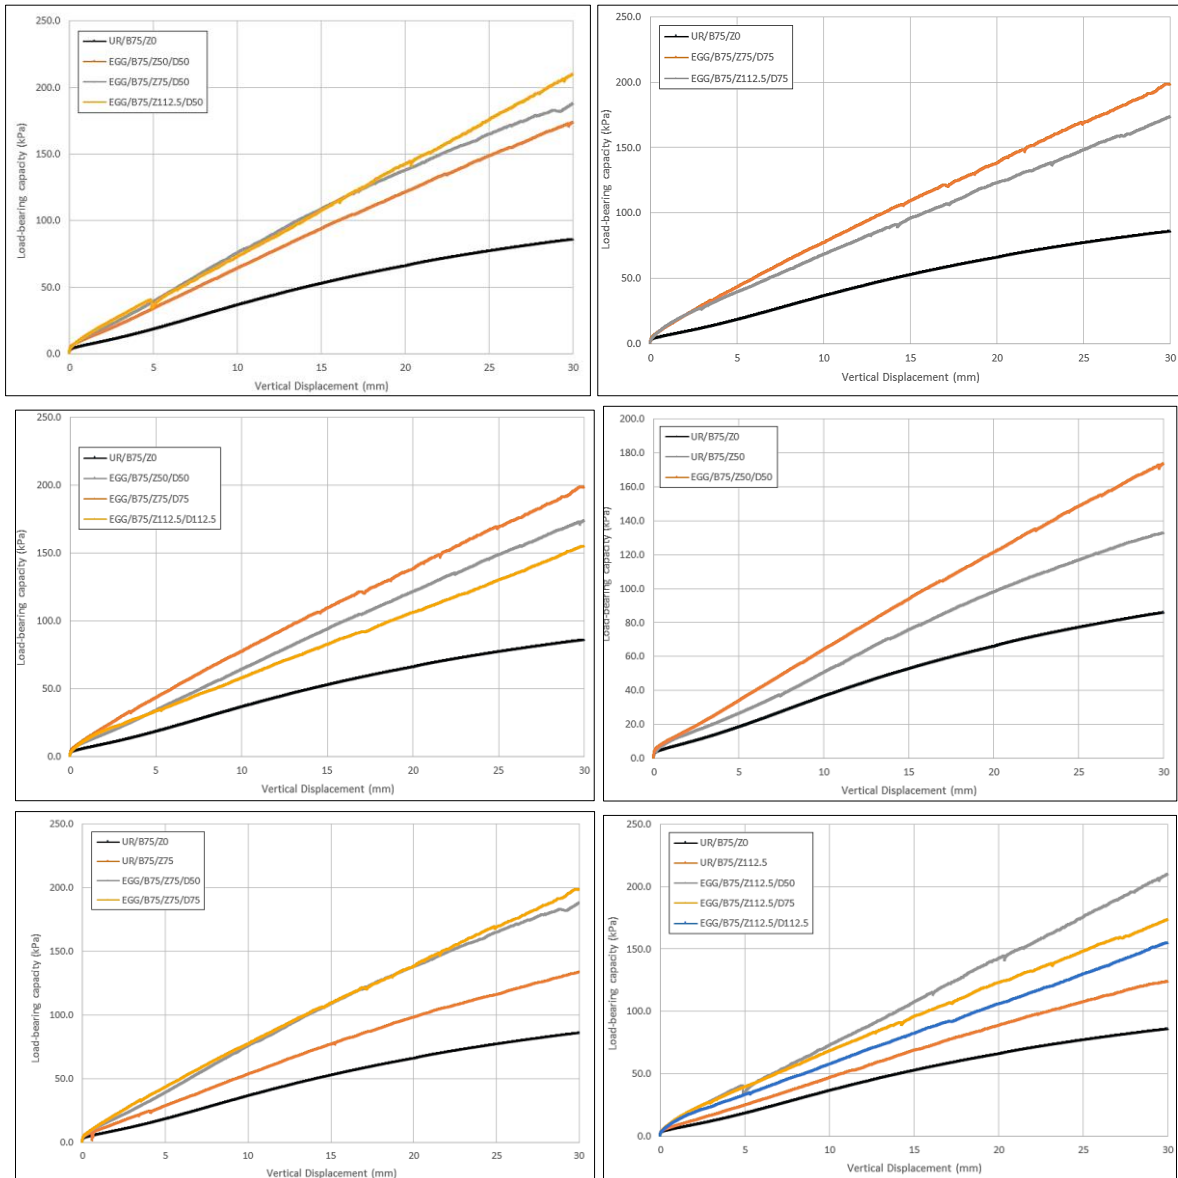 250.0
200.0
150.0
100.0
50.0
0.0
Load-bearing capacity (kPa)
UR/B75/Z0
EGG/B75/Z50/D50
EGG/B75/Z75/D50
EGG/B75/Z112.5/D50
0 5 10 15 20 25 30
Vertical Displacement (mm)
250.0
200.0
150.0
100.0
50.0
0.0
Load-bearing capacity (kPa)
UR/B75/Z0
EGG/B75/Z75/D75
EGG/B75/Z112.5/D75
0 5 10 15 20 25 30
Vertical Displacement (mm)
250.0
200.0
150.0
100.0
50.0
0.0
Load-bearing capacity (kPa)
UR/B75/Z0
EGG/B75/Z50/D50
EGG/B75/Z75/D75
EGG/B75/Z112.5/D112.5
0 5 10 15 20 25 30
Vertical Displacement (mm)
200.0
180.0
160.0
140.0
120.0
100.0
80.0
60.0
40.0
20.0
0.0
Load-bearing capacity (kPa)
UR/B75/Z0
UR/B75/Z50
EGG/B75/Z50/D50
0 5 10 15 20 25 30
Vertical Displacement (mm)
250.0
200.0
150.0
100.0
50.0
0.0
Load-bearing capacity (kPa)
UR/B75/Z0
UR/B75/Z75
EGG/B75/Z75/D50
EGG/B75/Z75/D75
0 5 10 15 20 25 30
Vertical Displacement (mm)
250.0
200.0
150.0
100.0
50.0
0.0
Load-bearing capacity (kPa)
UR/B75/Z0
UR/B75/Z112.5
EGG/B75/Z112.5/D50
EGG/B75/Z112.5/D75
EGG/B75/Z112.5/D112.5
0 5 10 15 20 25 30
Vertical Displacement (mm)